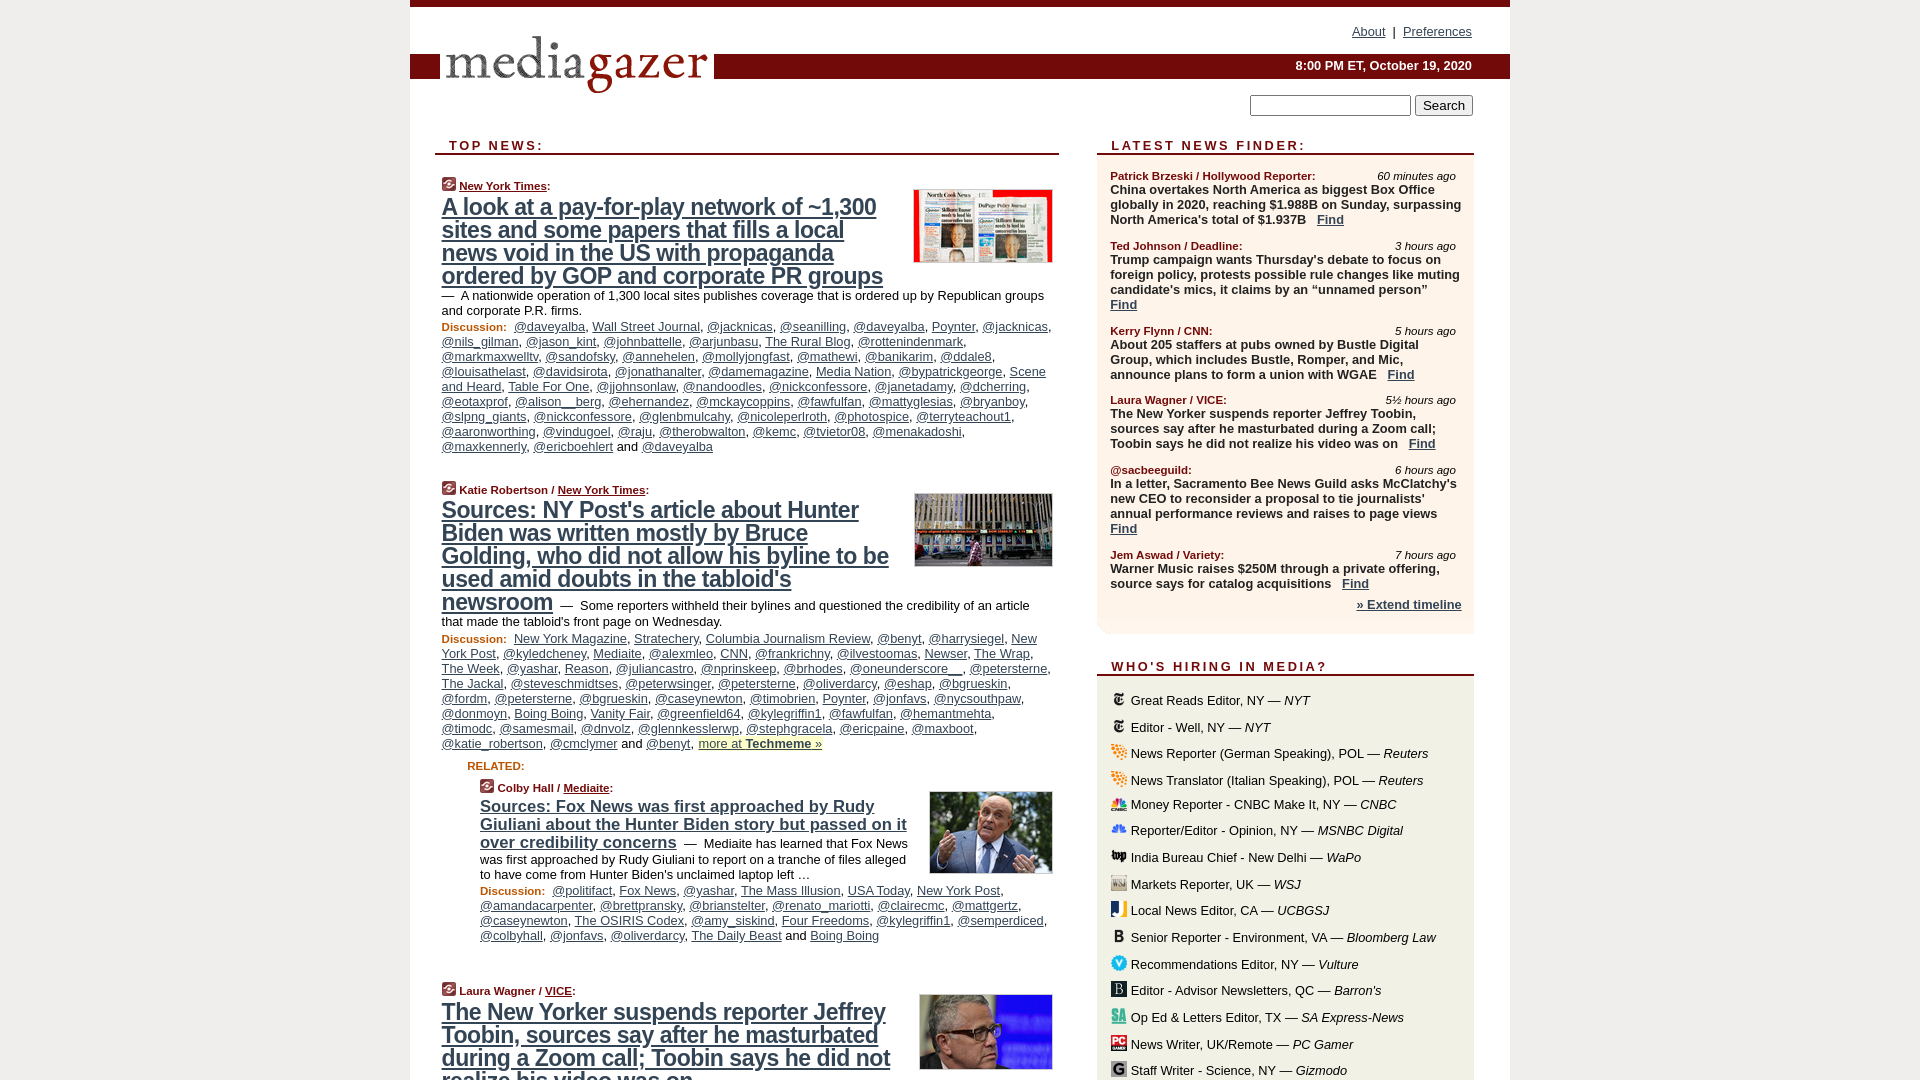 About | Preferences
mediagazer
8:00 PM ET, October 19, 2020
Search
TOP NEWS:
New York Times:
A look at a pay-for-play network of ~1,300
sites and some papers that fills a local
news void in the US with propaganda
ordered by GOP and corporate PR groups
— A nationwide operation of 1,300 local sites publishes coverage that is ordered up by Republican groups
and corporate P.R. firms.
Discussion: @daveyalba, Wall Street Journal, @jacknicas, @seanilling, @daveyalba, Poynter, @jacknicas,
@nils_gilman, @jason_kint, @johnbattelle, @arjunbasu, The Rural Blog, @rottenindenmark,
@markmaxwelltv, @sandofsky, @annehelen, @mollyjongfast, @mathewi, @banikarim, @ddale8,
@louisathelast, @davidsirota, @jonathanalter, @damemagazine, Media Nation, @bypatrickgeorge, Scene
and Heard, Table For One, @jjohnsonlaw, @nandoodles, @nickconfessore, @janetadamy, @dcherring,
@eotaxprof, @alison__berg, @ehernandez, @mckaycoppins, @fawfulfan, @mattyglesias, @bryanboy,
@slpng_giants, @nickconfessore, @glenbmulcahy, @nicoleperlroth, @photospice, @terryteachout1,
@aaronworthing, @vindugoel, @raju, @therobwalton, @kemc, @tvietor08, @menakadoshi,
@maxkennerly, @ericboehlert and @daveyalba
Katie Robertson / New York Times:
Sources: NY Post's article about Hunter
Biden was written mostly by Bruce
Golding, who did not allow his byline to be
used amid doubts in the tabloid's
newsroom — Some reporters withheld their bylines and questioned the credibility of an article
that made the tabloid's front page on Wednesday.
Discussion: New York Magazine, Stratechery, Columbia Journalism Review, @benyt, @harrysiegel, New
York Post, @kyledcheney, Mediaite, @alexmleo, CNN, @frankrichny, @ilvestoomas, Newser, The Wrap,
The Week, @yashar, Reason, @juliancastro, @nprinskeep, @brhodes, @oneunderscore__, @petersterne,
The Jackal, @steveschmidtses, @peterwsinger, @petersterne, @oliverdarcy, @eshap, @bgrueskin,
@fordm, @petersterne, @bgrueskin, @caseynewton, @timobrien, Poynter, @jonfavs, @nycsouthpaw,
@donmoyn, Boing Boing, Vanity Fair, @greenfield64, @kylegriffin1, @fawfulfan, @hemantmehta,
@timodc, @samesmail, @dnvolz, @glennkesslerwp, @stephgracela, @ericpaine, @maxboot,
@katie_robertson, @cmclymer and @benyt, more at Techmeme »
RELATED:
Colby Hall / Mediaite:
Sources: Fox News was first approached by Rudy
Giuliani about the Hunter Biden story but passed on it
over credibility concerns — Mediaite has learned that Fox News
was first approached by Rudy Giuliani to report on a tranche of files alleged
to have come from Hunter Biden's unclaimed laptop left …
Discussion: @politifact, Fox News, @yashar, The Mass Illusion, USA Today, New York Post,
@amandacarpenter, @brettpransky, @brianstelter, @renato_mariotti, @clairecmc, @mattgertz,
@caseynewton, The OSIRIS Codex, @amy_siskind, Four Freedoms, @kylegriffin1, @semperdiced,
@colbyhall, @jonfavs, @oliverdarcy, The Daily Beast and Boing Boing
Laura Wagner / VICE:
The New Yorker suspends reporter Jeffrey
Toobin, sources say after he masturbated
during a Zoom call; Toobin says he did not
realize his video was on
LATEST NEWS FINDER:
Patrick Brzeski / Hollywood Reporter: 60 minutes ago
China overtakes North America as biggest Box Office
globally in 2020, reaching $1.988B on Sunday, surpassing
North America's total of $1.937B Find
Ted Johnson / Deadline: 3 hours ago
Trump campaign wants Thursday's debate to focus on
foreign policy, protests possible rule changes like muting
candidate's mics, it claims by an “unnamed person”
Find
Kerry Flynn / CNN: 5 hours ago
About 205 staffers at pubs owned by Bustle Digital
Group, which includes Bustle, Romper, and Mic,
announce plans to form a union with WGAE Find
Laura Wagner / VICE: 5½ hours ago
The New Yorker suspends reporter Jeffrey Toobin,
sources say after he masturbated during a Zoom call;
Toobin says he did not realize his video was on Find
@sacbeeguild: 6 hours ago
In a letter, Sacramento Bee News Guild asks McClatchy's
new CEO to reconsider a proposal to tie journalists'
annual performance reviews and raises to page views
Find
Jem Aswad / Variety: 7 hours ago
Warner Music raises $250M through a private offering,
source says for catalog acquisitions Find
» Extend timeline
WHO'S HIRING IN MEDIA?
Great Reads Editor, NY — NYT
Editor - Well, NY — NYT
News Reporter (German Speaking), POL — Reuters
News Translator (Italian Speaking), POL — Reuters
Money Reporter - CNBC Make It, NY — CNBC
Reporter/Editor - Opinion, NY — MSNBC Digital
India Bureau Chief - New Delhi — WaPo
Markets Reporter, UK — WSJ
Local News Editor, CA — UCBGSJ
Senior Reporter - Environment, VA — Bloomberg Law
Recommendations Editor, NY — Vulture
Editor - Advisor Newsletters, QC — Barron's
Op Ed & Letters Editor, TX — SA Express-News
News Writer, UK/Remote — PC Gamer
Staff Writer - Science, NY — Gizmodo